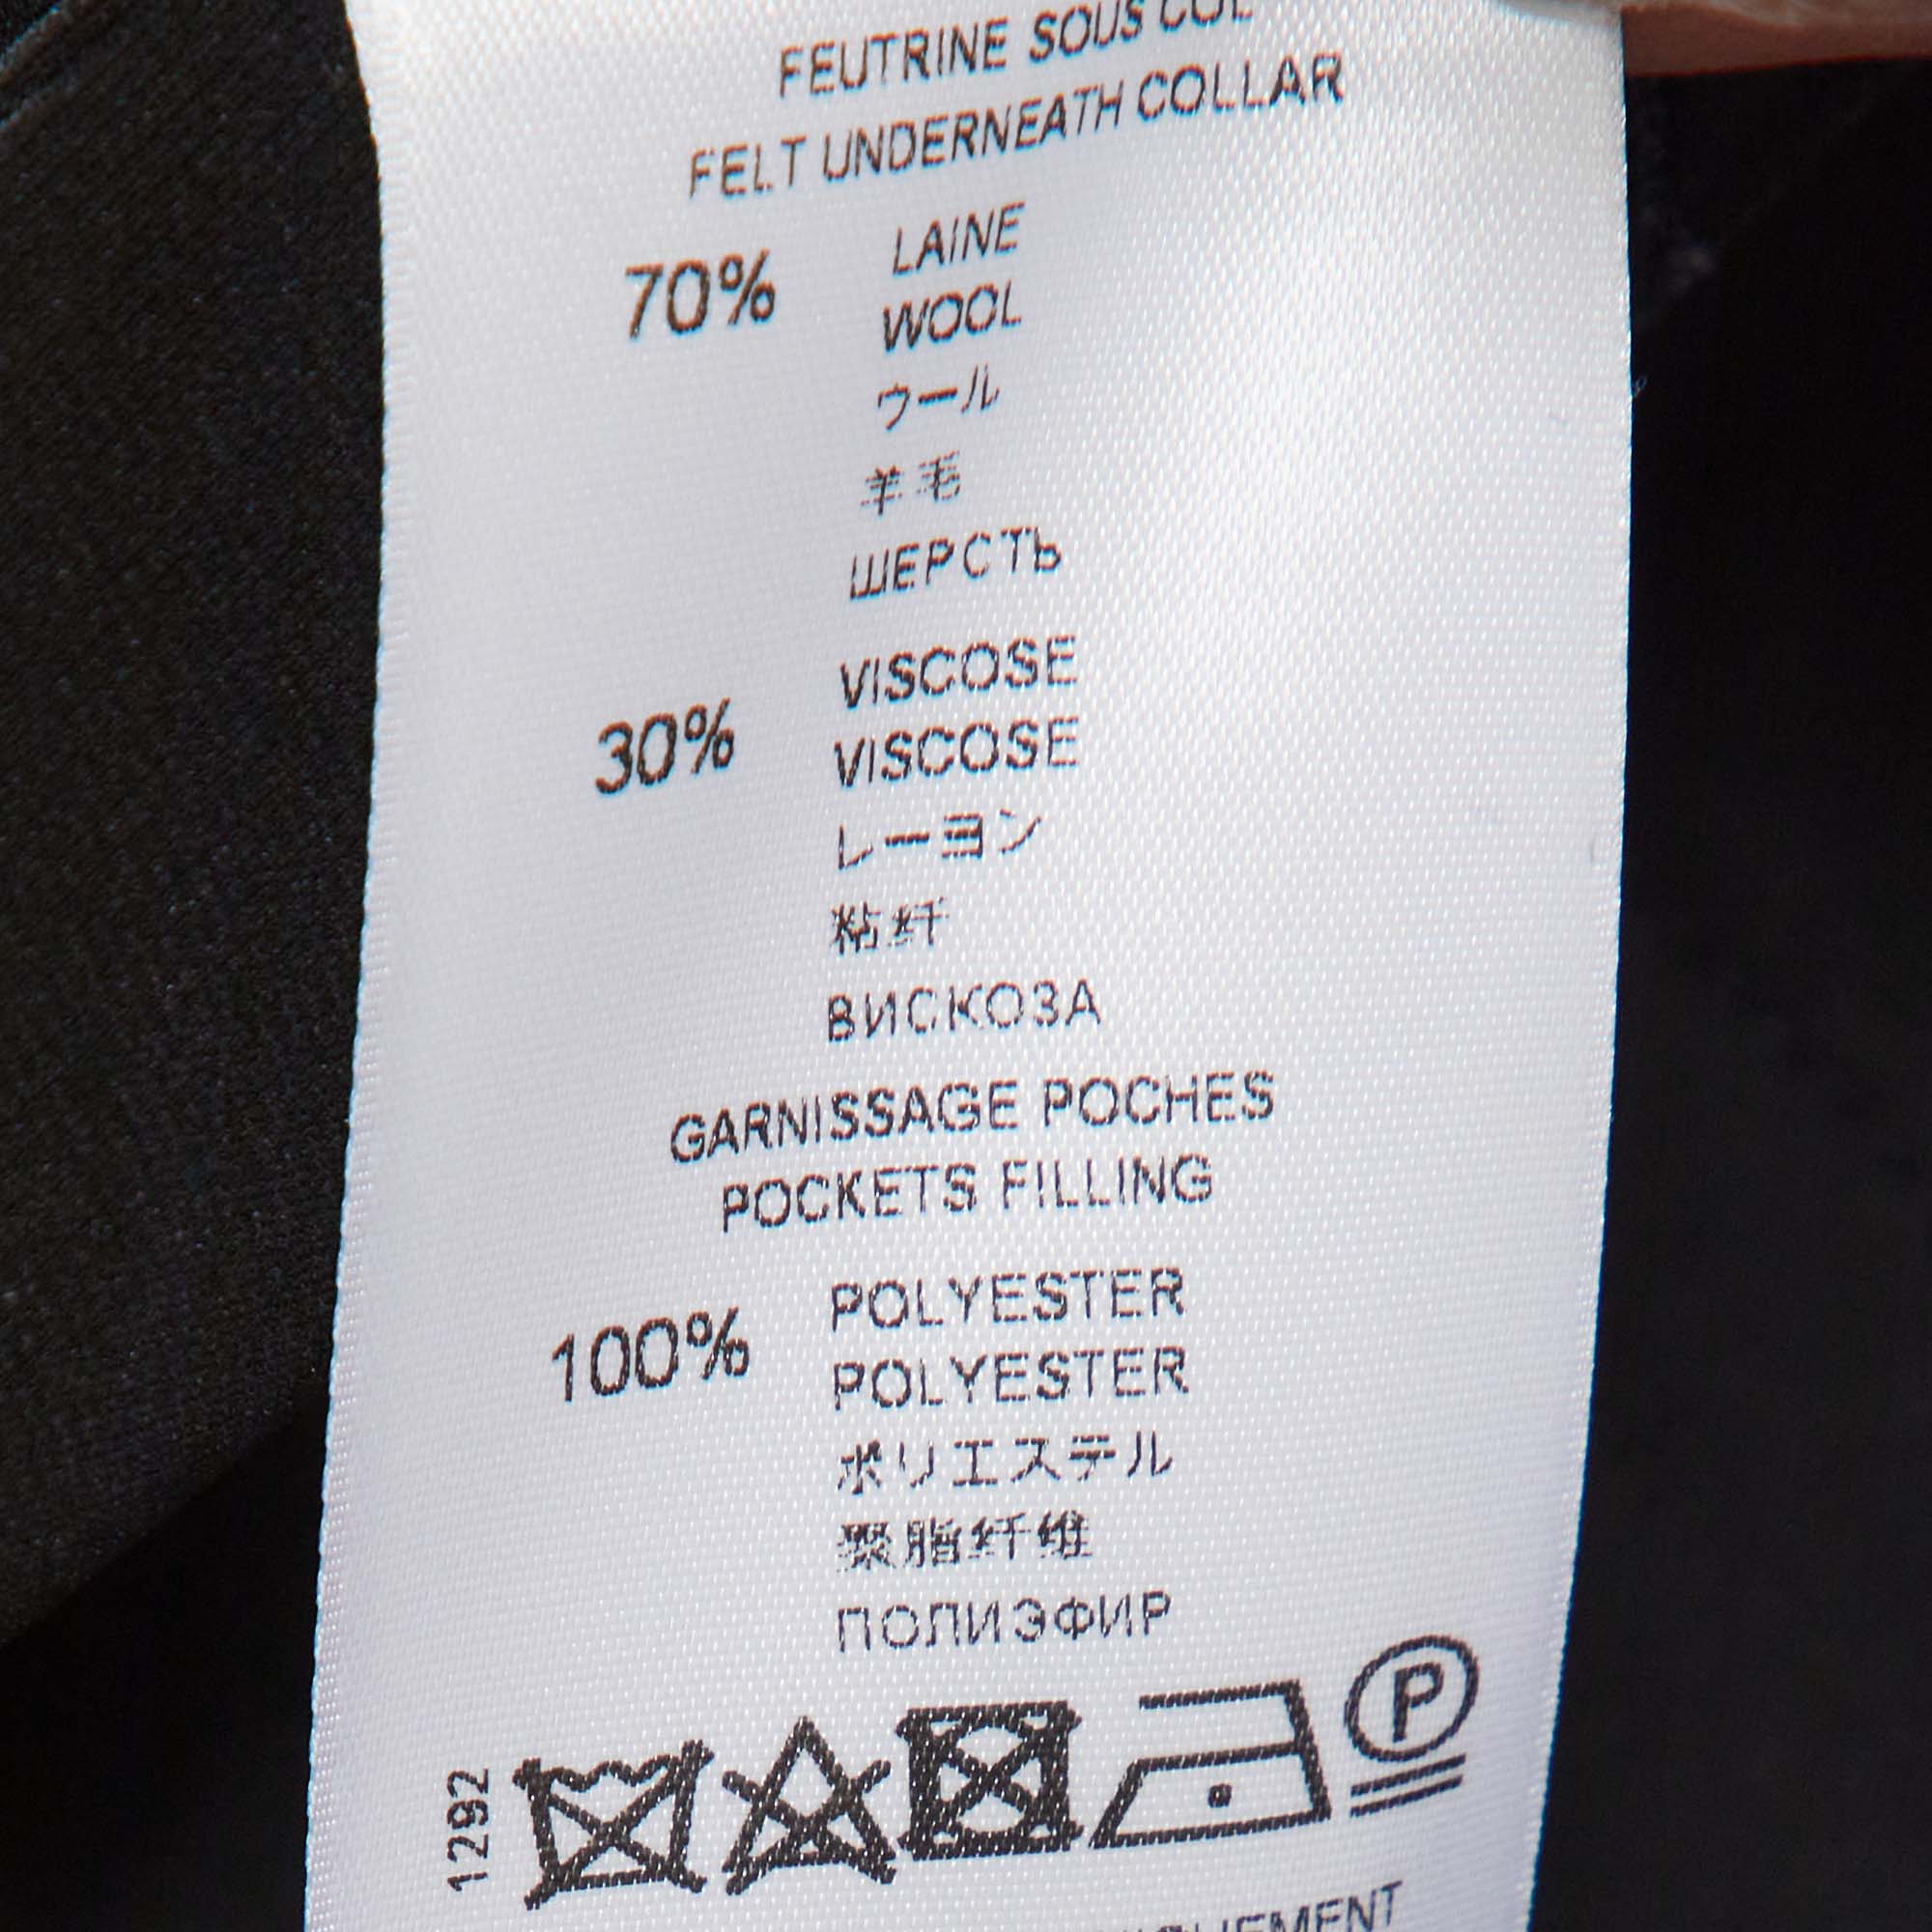 FEUTRINE SOUS COL
FELT UNDERNEATH COLLAR
70% LAINE
WOOL
ウール
羊毛
ШЕРСТЬ
30% VISCOSE
VISCOSE
レーヨン
粘纤
ВИСКОЗА
GARNISSAGE POCHES
POCKETS FILLING
100% POLYESTER
POLYESTER
ポリエステル
聚脂纤维
ПОЛИЭФИР
P
1292